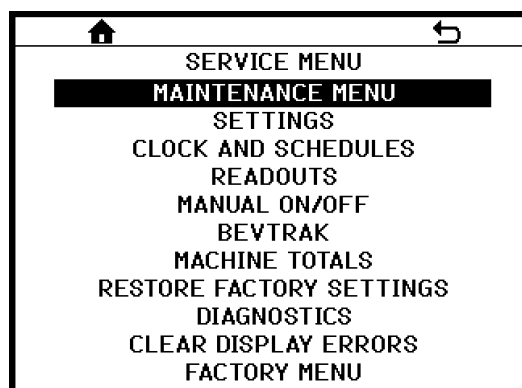 SERVICE MENU
MAINTENANCE MENU
SETTINGS
CLOCK AND SCHEDULES
READOUTS
MANUAL ON/OFF
BEVTRAK
MACHINE TOTALS
RESTORE FACTORY SETTINGS
DIAGNOSTICS
CLEAR DISPLAY ERRORS
FACTORY MENU